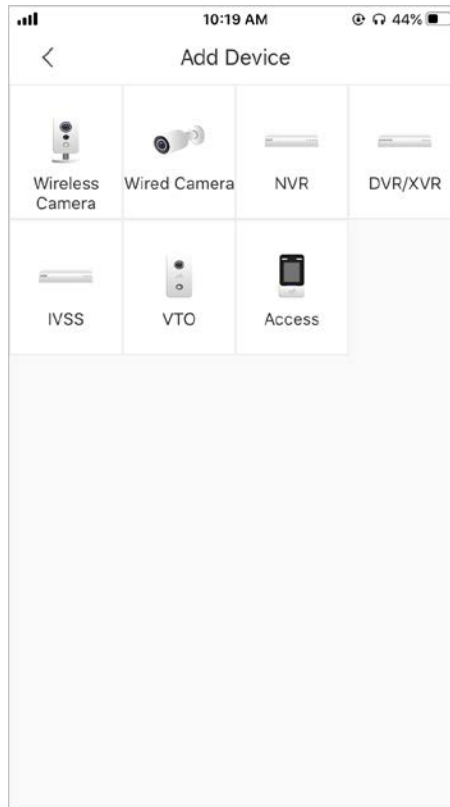 10:19 AM
44%
Add Device
Wireless
Camera
Wired Camera
NVR
DVR/XVR
IVSS
VTO
Access